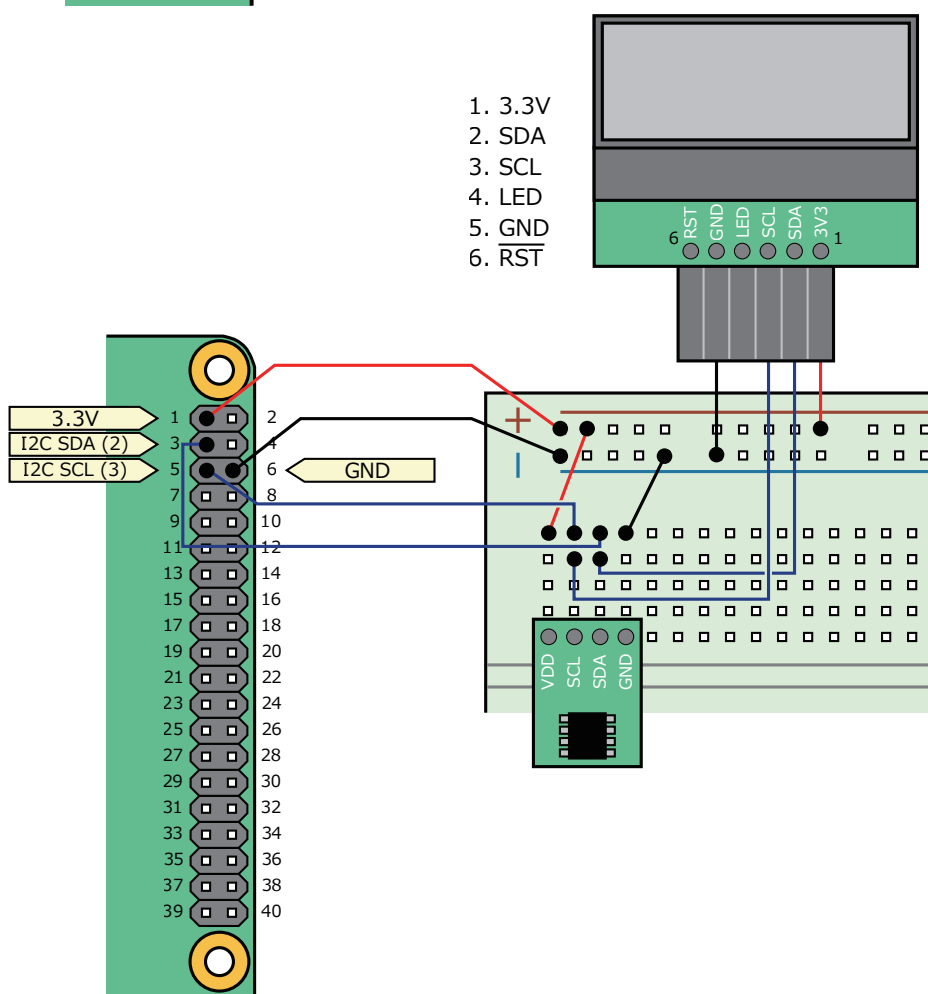 1. 3.3V
2. SDA
3. SCL
4. LED
5. GND
6. RST
6 RST GND LED SCL SDA 3V3 1
+
−
3.3V 1 2
I2C SDA (2) 3 4
I2C SCL (3) 5 6 GND
7 8
9 10
11 12
13 14
15 16
17 18
19 20
21 22
23 24
25 26
27 28
29 30
31 32
33 34
35 36
37 38
39 40
VDD SCL SDA GND